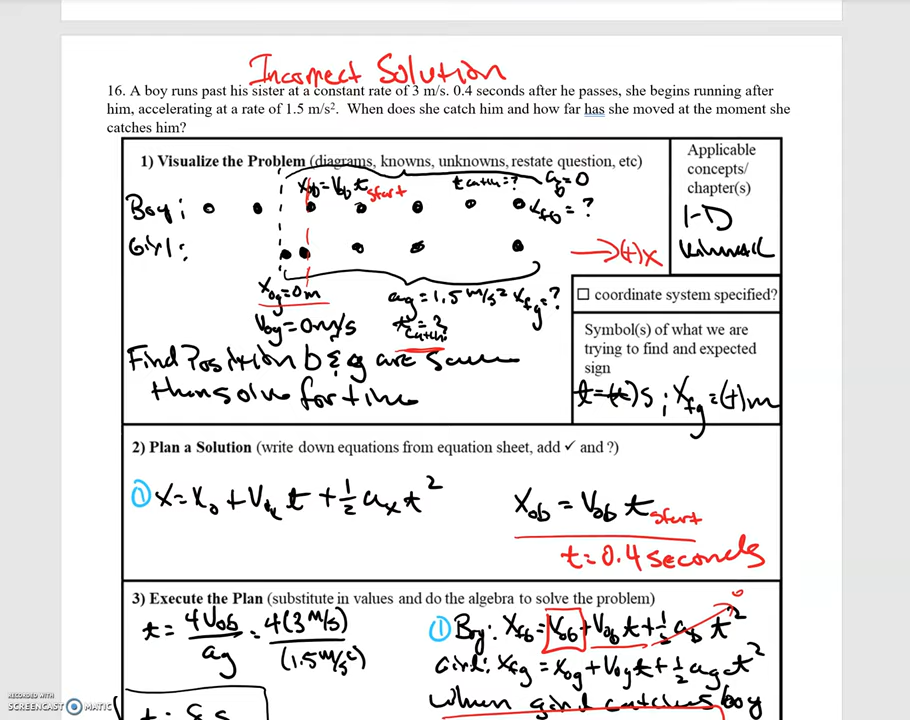 Incorrect Solution
16. A boy runs past his sister at a constant rate of 3 m/s. 0.4 seconds after he passes, she begins running after
him, accelerating at a rate of 1.5 m/s². When does she catch him and how far has she moved at the moment she
catches him?
1) Visualize the Problem (diagrams, knowns, unknowns, restate question, etc)
x₀b = V₀b t start
t catch = ?
a_b = 0
Boy:
x_fb = ?
Girl:
→ (+)x
x₀g = 0 m
a_g = 1.5 m/s² x_fg = ?
V₀g = 0 m/s
t catch = ?
Find Position b & g are same
then solve for time
Applicable
concepts/
chapter(s)
1-D
☐ coordinate system specified?
Symbol(s) of what we are
trying to find and expected
sign
t = (+) s ; x_fg = (+) m
2) Plan a Solution (write down equations from equation sheet, add ✓ and ?)
① x = x₀ + V₀ₓ t + ½ aₓ t²
x₀b = V₀b t start
t = 0.4 seconds
3) Execute the Plan (substitute in values and do the algebra to solve the problem)
t = 4V₀b / a_g = 4(3 m/s) / (1.5 m/s²)
① Boy: x_fb = V₀b + V₀b t + ½ a_b t² 0
Girl: x_fg = x₀g + V₀g t + ½ a_g t²
When girl catches boy
t = 8 s
RECORDED WITH
SCREENCAST MATIC